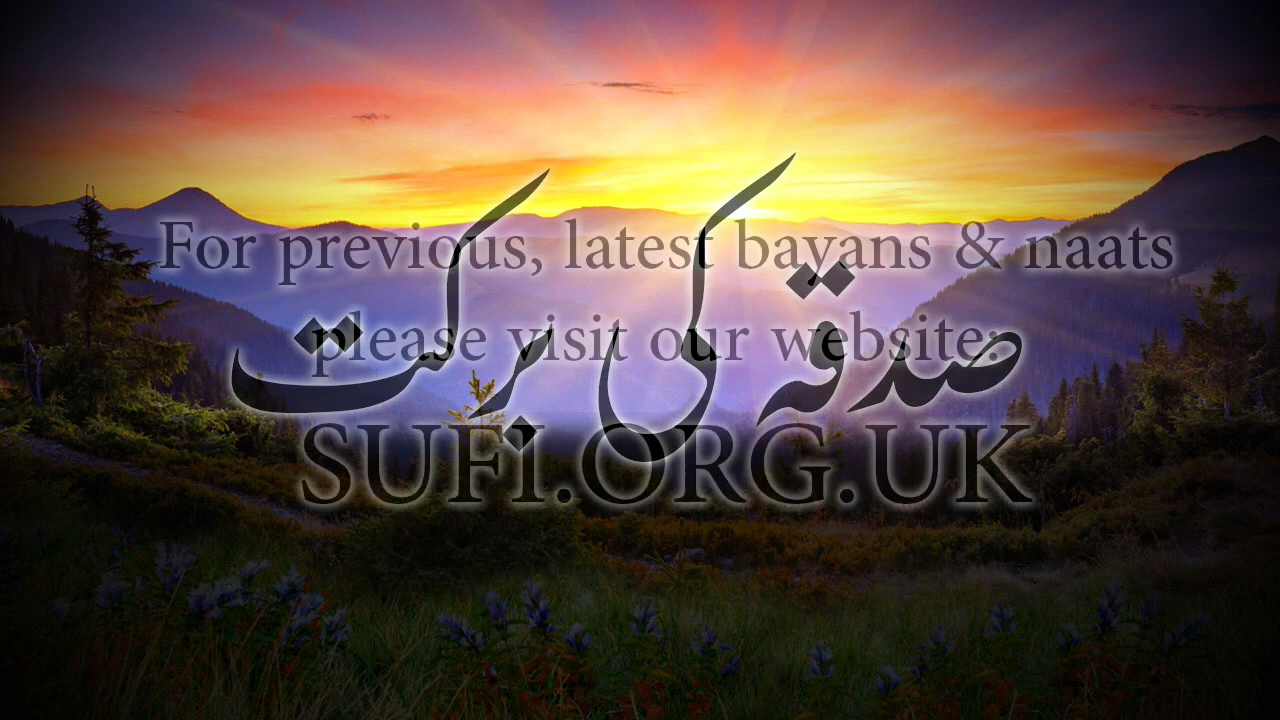 For previous, latest bayans & naats
please visit our website:
صدقہ کی برکت
SUFI.ORG.UK